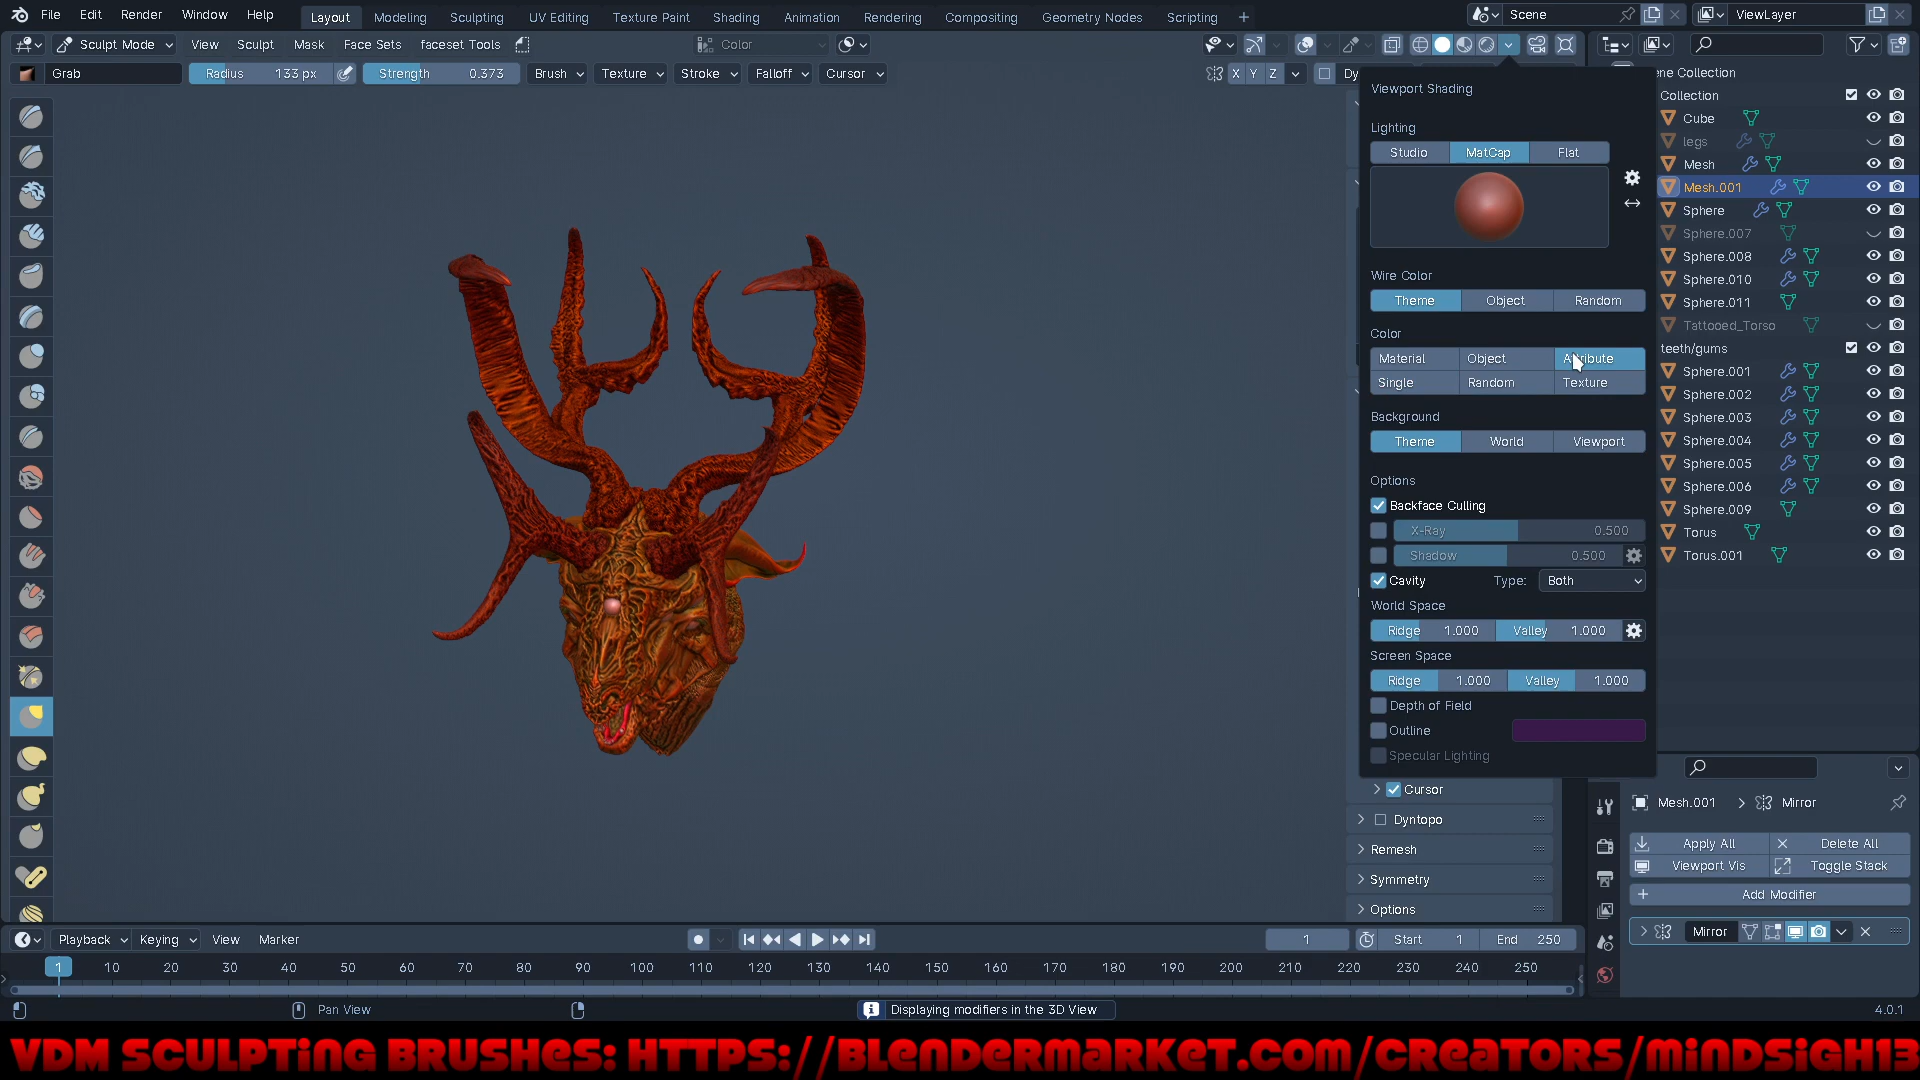 File Edit Render Window Help Layout Modeling Sculpting UV Editing Texture Paint Shading Animation Rendering Compositing Geometry Nodes Scripting + Scene ViewLayer
Sculpt Mode View Sculpt Mask Face Sets faceset Tools Color
Grab Radius 133 px Strength 0.373 Brush Texture Stroke Falloff Cursor X Y Z Dy
Viewport Shading
Lighting
Studio MatCap Flat
Wire Color
Theme Object Random
Color
Material Object Attribute
Single Random Texture
Background
Theme World Viewport
Options
Backface Culling
X-Ray 0.500
Shadow 0.500
Cavity Type: Both
World Space
Ridge 1.000 Valley 1.000
Screen Space
Ridge 1.000 Valley 1.000
Depth of Field
Outline
Specular Lighting
Cursor
Dyntopo
Remesh
Symmetry
Options
ene Collection
Collection
Cube
legs
Mesh
Mesh.001
Sphere
Sphere.007
Sphere.008
Sphere.010
Sphere.011
Tattooed_Torso
teeth/gums
Sphere.001
Sphere.002
Sphere.003
Sphere.004
Sphere.005
Sphere.006
Sphere.009
Torus
Torus.001
Mesh.001 > Mirror
Apply All Delete All
Viewport Vis Toggle Stack
+ Add Modifier
Mirror
Playback Keying View Marker 1 Start 1 End 250
1 10 20 30 40 50 60 70 80 90 100 110 120 130 140 150 160 170 180 190 200 210 220 230 240 250
Pan View Displaying modifiers in the 3D View 4.0.1
VDM SCULPTiNG BRUSHES: HTTPS://BLENDERMARKET.COM/CREATORS/MINDSIGH13